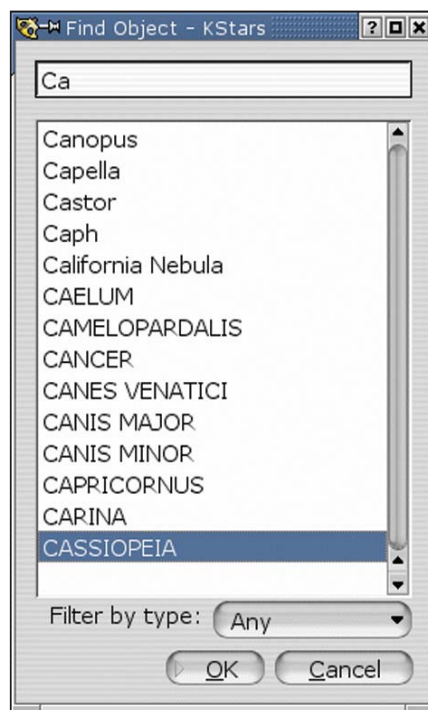 Find Object - KStars
Ca
Canopus
Capella
Castor
Caph
California Nebula
CAELUM
CAMELOPARDALIS
CANCER
CANES VENATICI
CANIS MAJOR
CANIS MINOR
CAPRICORNUS
CARINA
CASSIOPEIA
Filter by type: Any
OK Cancel